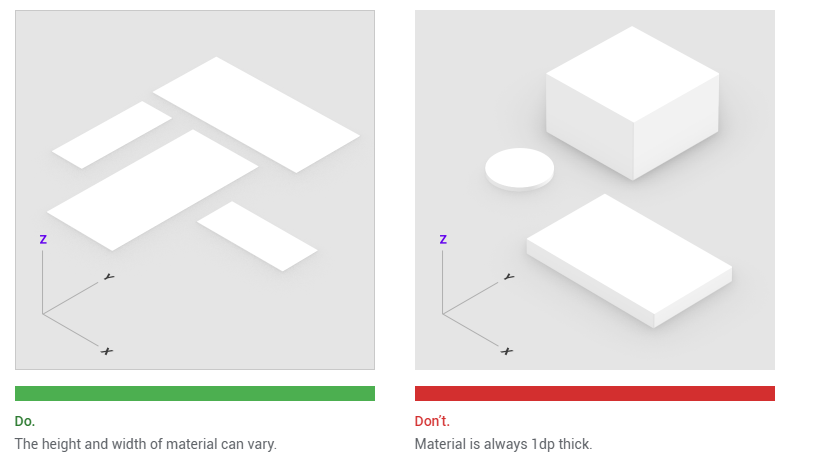 Z
Y
X
Do.
The height and width of material can vary.
Z
Y
X
Don't.
Material is always 1dp thick.